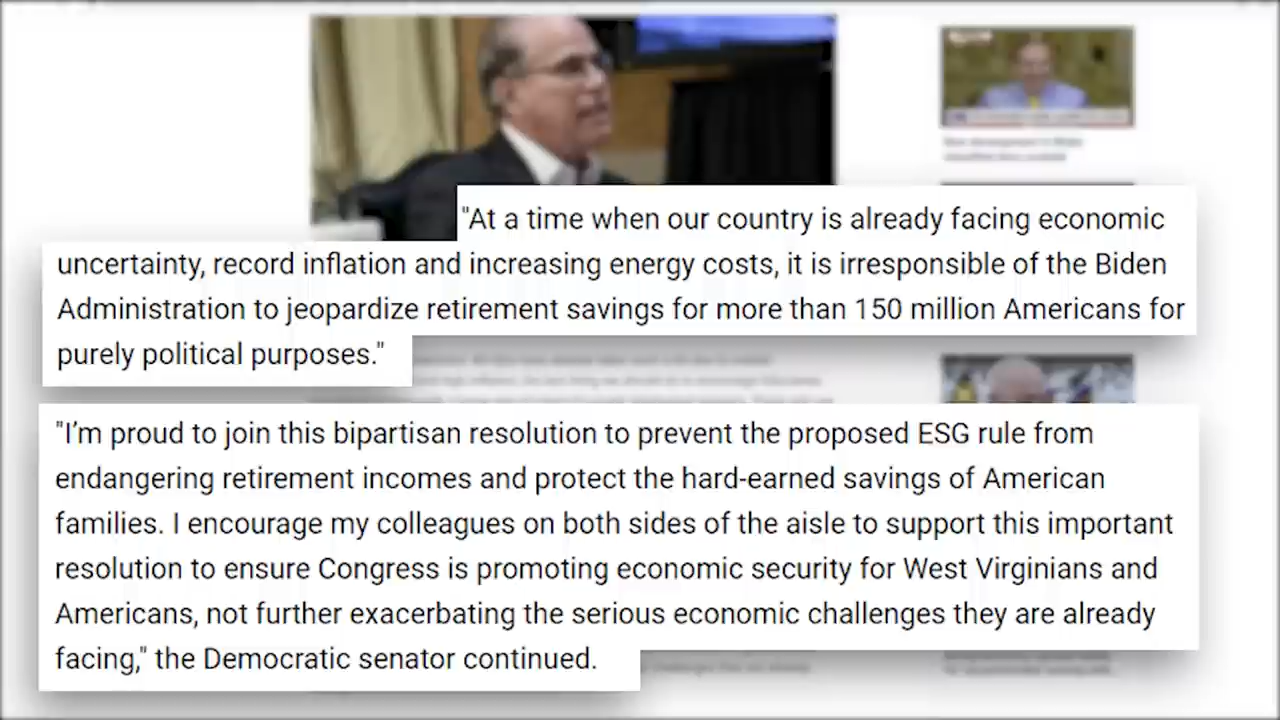 "At a time when our country is already facing economic
uncertainty, record inflation and increasing energy costs, it is irresponsible of the Biden
Administration to jeopardize retirement savings for more than 150 million Americans for
purely political purposes."
"I’m proud to join this bipartisan resolution to prevent the proposed ESG rule from
endangering retirement incomes and protect the hard-earned savings of American
families. I encourage my colleagues on both sides of the aisle to support this important
resolution to ensure Congress is promoting economic security for West Virginians and
Americans, not further exacerbating the serious economic challenges they are already
facing," the Democratic senator continued.